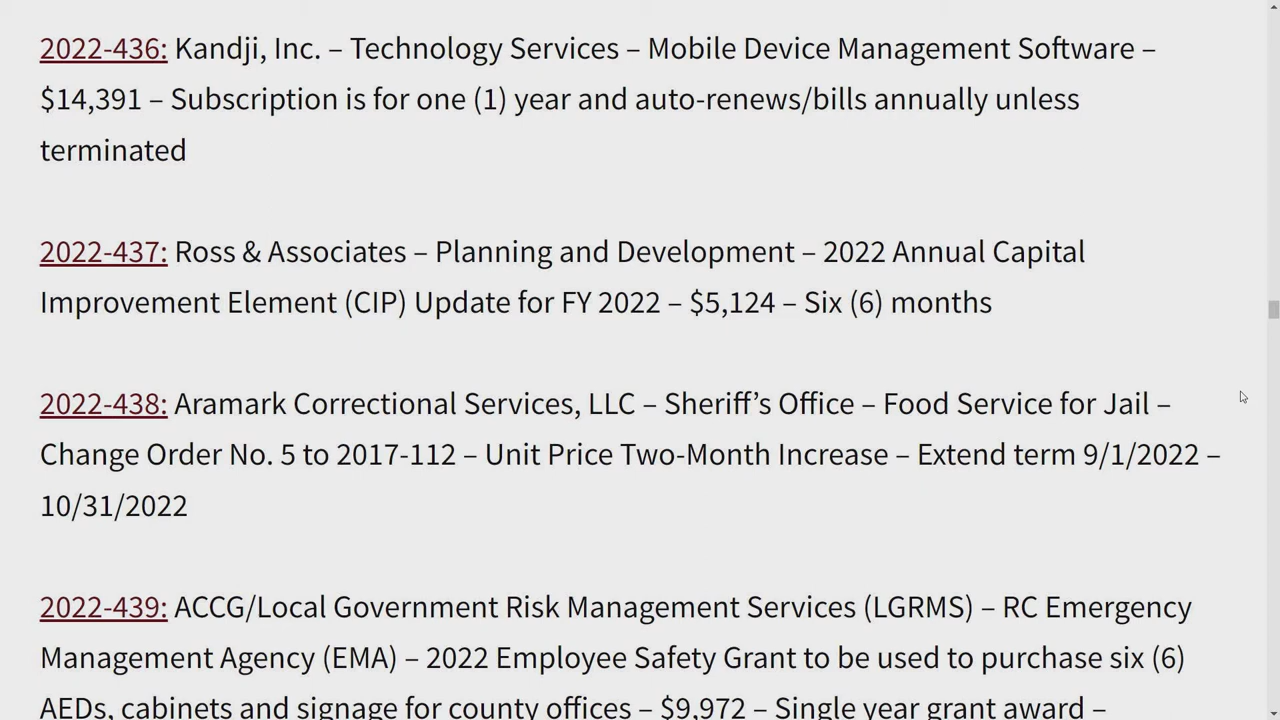 2022-436: Kandji, Inc. – Technology Services – Mobile Device Management Software –
$14,391 – Subscription is for one (1) year and auto-renews/bills annually unless
terminated
2022-437: Ross & Associates – Planning and Development – 2022 Annual Capital
Improvement Element (CIP) Update for FY 2022 – $5,124 – Six (6) months
2022-438: Aramark Correctional Services, LLC – Sheriff’s Office – Food Service for Jail –
Change Order No. 5 to 2017-112 – Unit Price Two-Month Increase – Extend term 9/1/2022 –
10/31/2022
2022-439: ACCG/Local Government Risk Management Services (LGRMS) – RC Emergency
Management Agency (EMA) – 2022 Employee Safety Grant to be used to purchase six (6)
AEDs, cabinets and signage for county offices – $9,972 – Single year grant award –